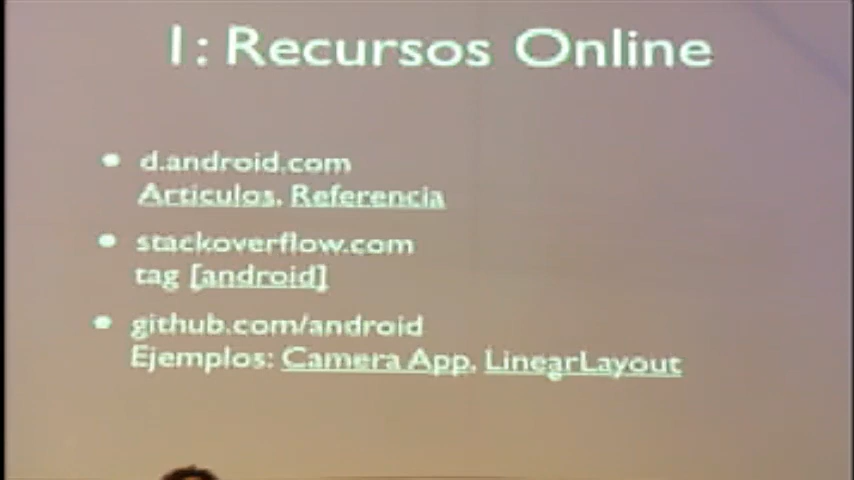 1: Recursos Online
• d.android.com
Articulos, Referencia
• stackoverflow.com
tag [android]
• github.com/android
Ejemplos: Camera App, LinearLayout